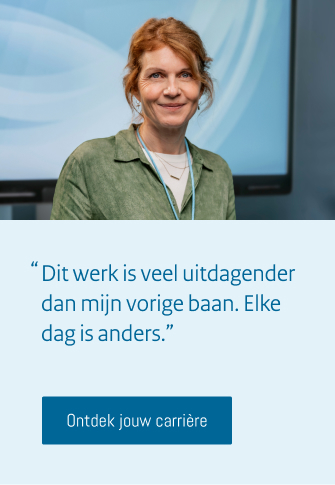 “Dit werk is veel uitdagender
dan mijn vorige baan. Elke
dag is anders.”
Ontdek jouw carrière